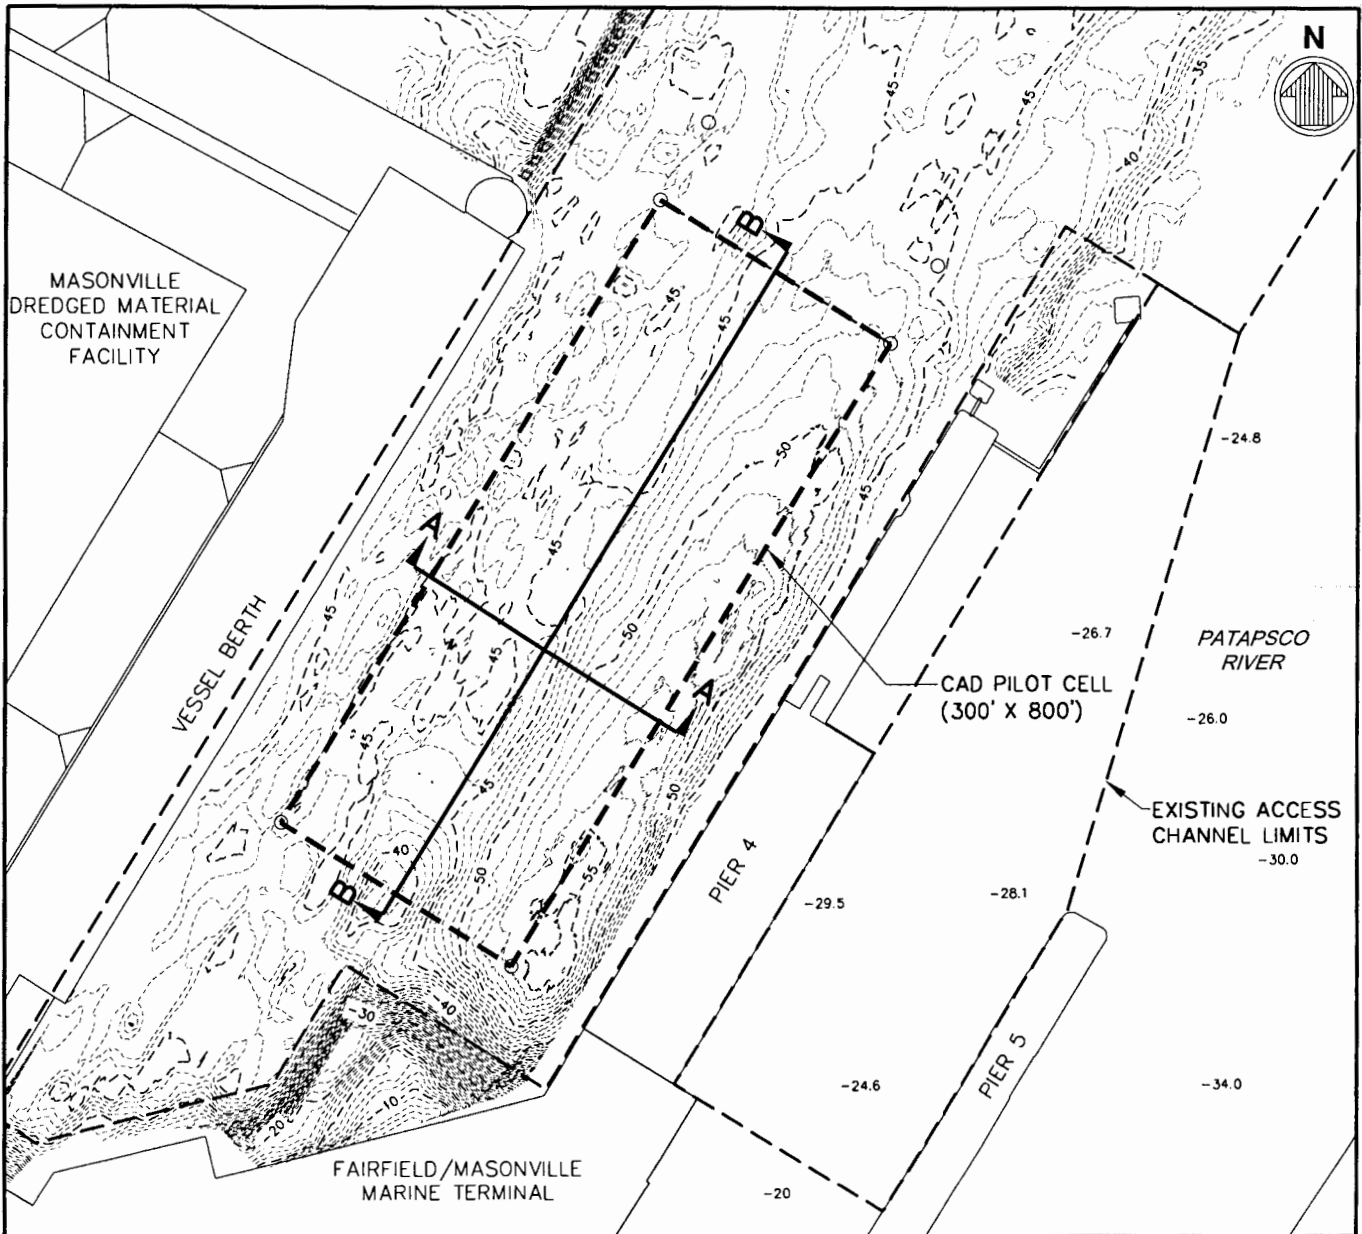 N
-35
-45
-45
-45
-40
B
MASONVILLE
DREDGED MATERIAL
CONTAINMENT
FACILITY
-45
-45
-24.8
-50
-45
A
-45
-45
-50
VESSEL BERTH
-26.7
PATAPSCO
RIVER
-45
A
CAD PILOT CELL
(300' X 800')
-26.0
-45
-45
-50
EXISTING ACCESS
CHANNEL LIMITS
-40
-30.0
PIER 4
-50
-55
B
-29.5
-28.1
-40
-30
PIER 5
-24.6
-34.0
-10
-20
FAIRFIELD/MASONVILLE
MARINE TERMINAL
-20